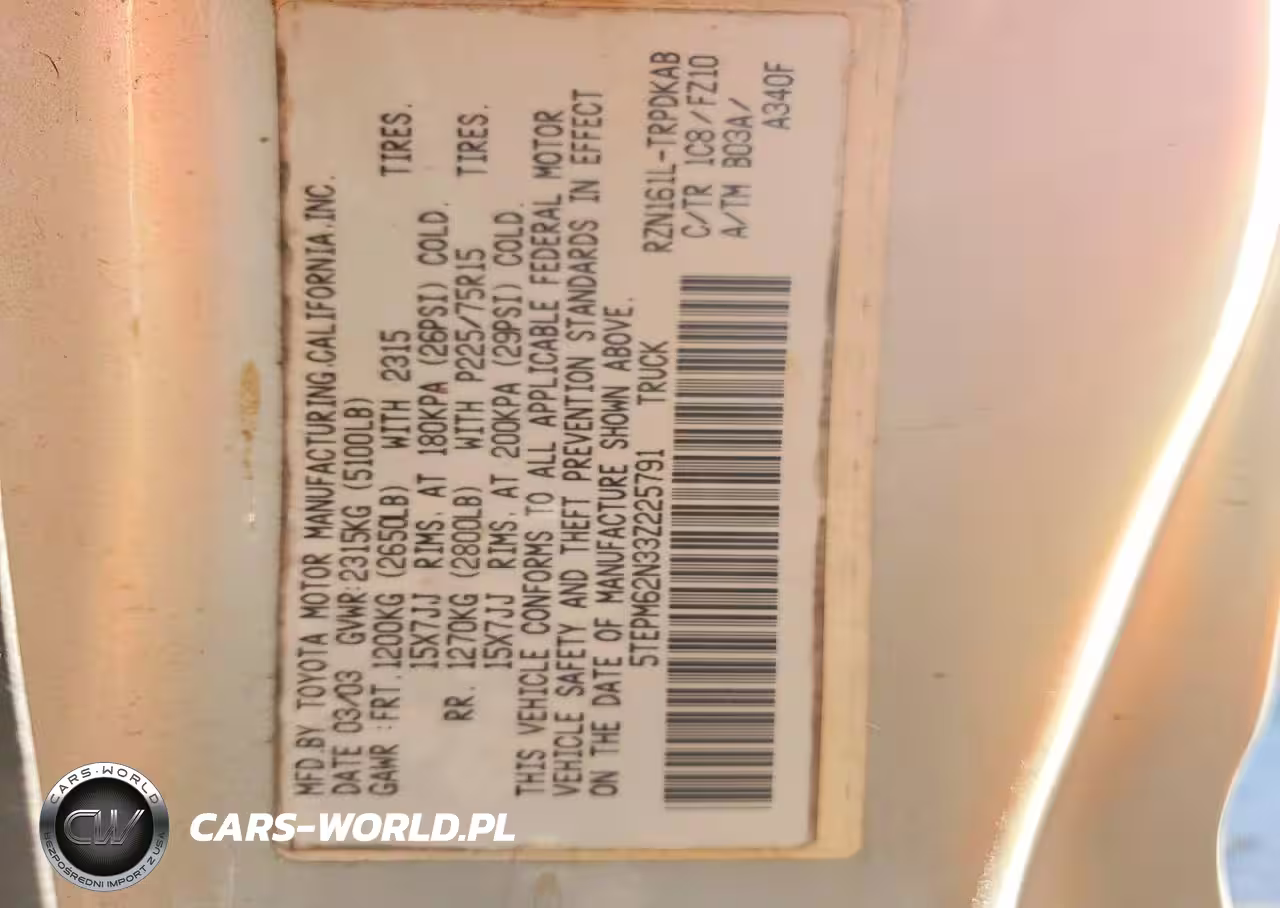 MFD.BY TOYOTA MOTOR MANUFACTURING.CALIFORNIA.INC.
DATE 03/03 GVWR:2315KG (5100LB)
GAWR :FRT.1200KG (2650LB) WITH 2315 TIRES.
15X7JJ RIMS. AT 180KPA (26PSI) COLD.
RR. 1270KG (2800LB) WITH P225/75R15 TIRES.
15X7JJ RIMS. AT 200KPA (29PSI) COLD.
THIS VEHICLE CONFORMS TO ALL APPLICABLE FEDERAL MOTOR
VEHICLE SAFETY AND THEFT PREVENTION STANDARDS IN EFFECT
ON THE DATE OF MANUFACTURE SHOWN ABOVE.
5TEPM62N33Z225791 TRUCK
RZN161L-TRPDKAB
C/TR 1C8/FZ10
A/TM B03A/
A340F
CARS-WORLD
CW
BEZPOŚREDNI IMPORT Z USA
CARS-WORLD.PL